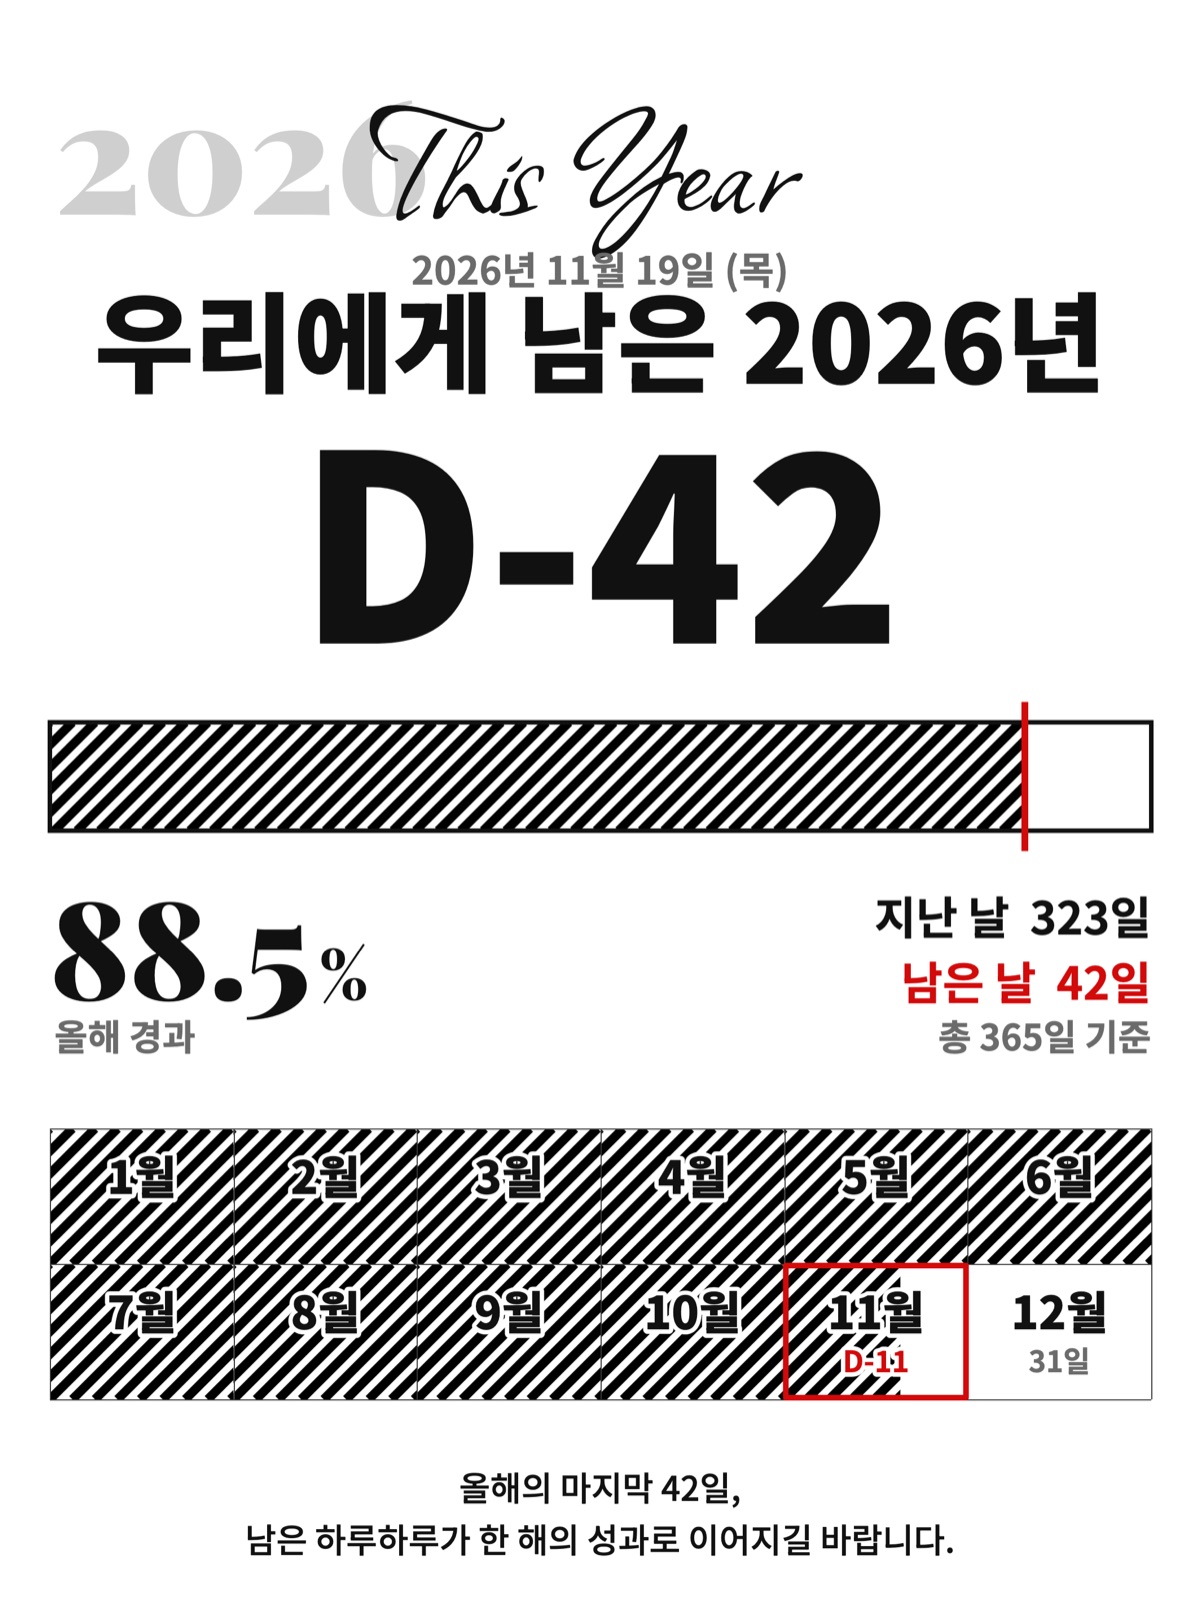 2026 This Year
2026년 11월 19일 (목)
우리에게 남은 2026년
D-42
88.5%
올해 경과
지난 날 323일
남은 날 42일
총 365일 기준
1월 2월 3월 4월 5월 6월
7월 8월 9월 10월 11월 12월
D-11 31일
올해의 마지막 42일,
남은 하루하루가 한 해의 성과로 이어지길 바랍니다.